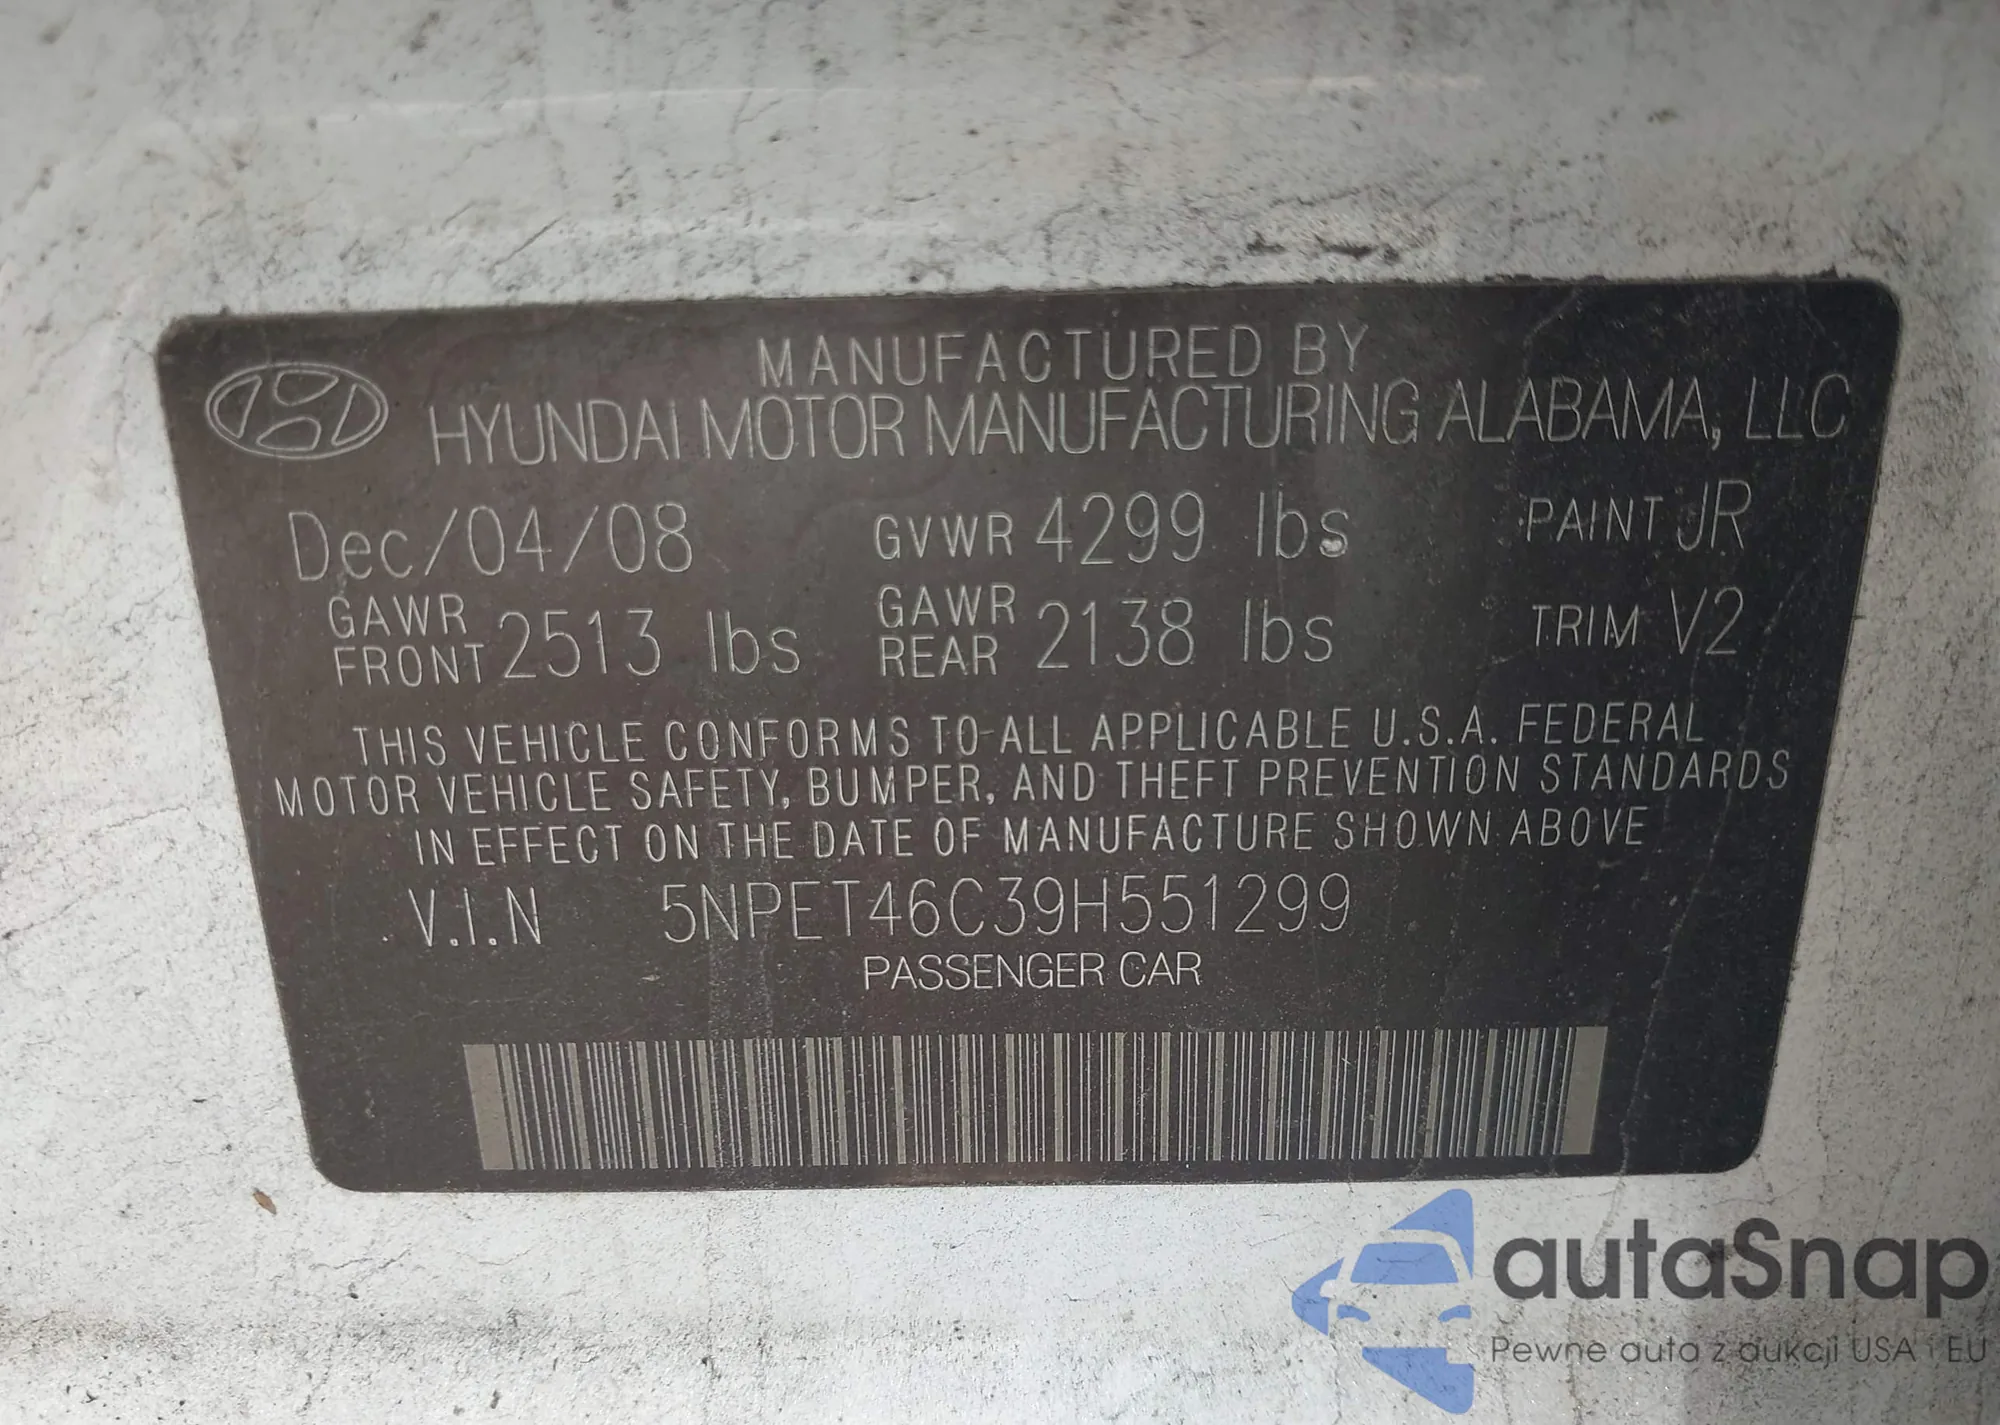 MANUFACTURED BY
HYUNDAI MOTOR MANUFACTURING ALABAMA, LLC
Dec/04/08 GVWR 4299 lbs PAINT JR
GAWR FRONT 2513 lbs GAWR REAR 2138 lbs TRIM V2
THIS VEHICLE CONFORMS TO ALL APPLICABLE U.S.A. FEDERAL
MOTOR VEHICLE SAFETY, BUMPER, AND THEFT PREVENTION STANDARDS
IN EFFECT ON THE DATE OF MANUFACTURE SHOWN ABOVE
V.I.N 5NPET46C39H551299
PASSENGER CAR
autaSnap
Pewne auta z aukcji USA i EU